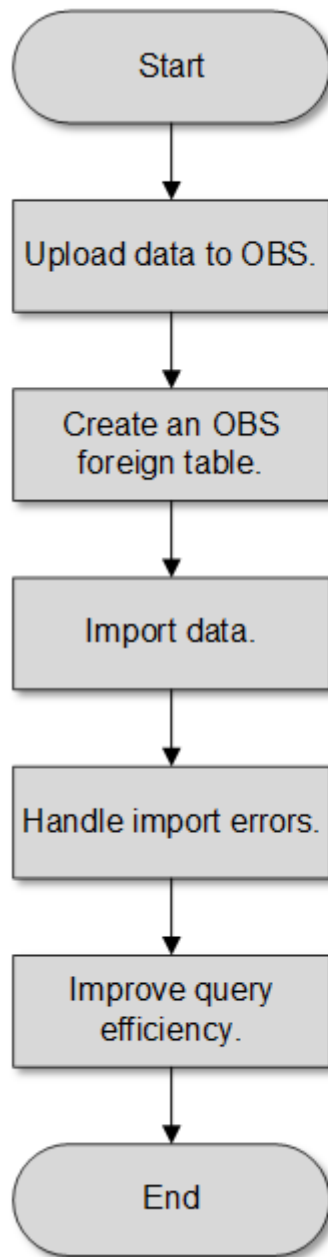 Start
Upload data to OBS.
Create an OBS
foreign table.
Import data.
Handle import errors.
Improve query
efficiency.
End